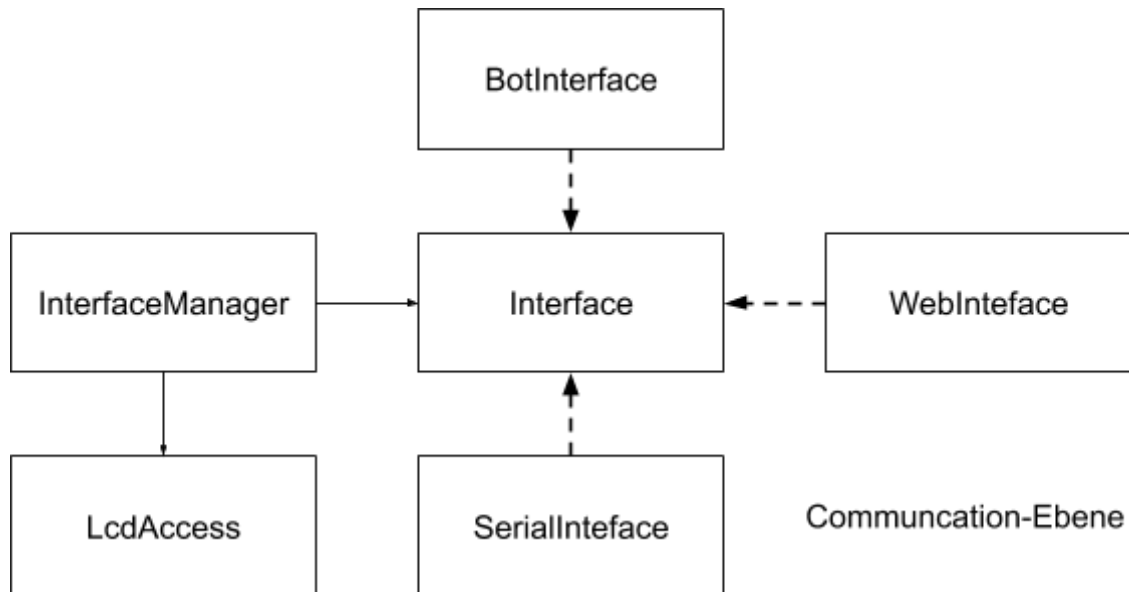 BotInterface
InterfaceManager
Interface
WebInteface
LcdAccess
SerialInteface
Communcation-Ebene